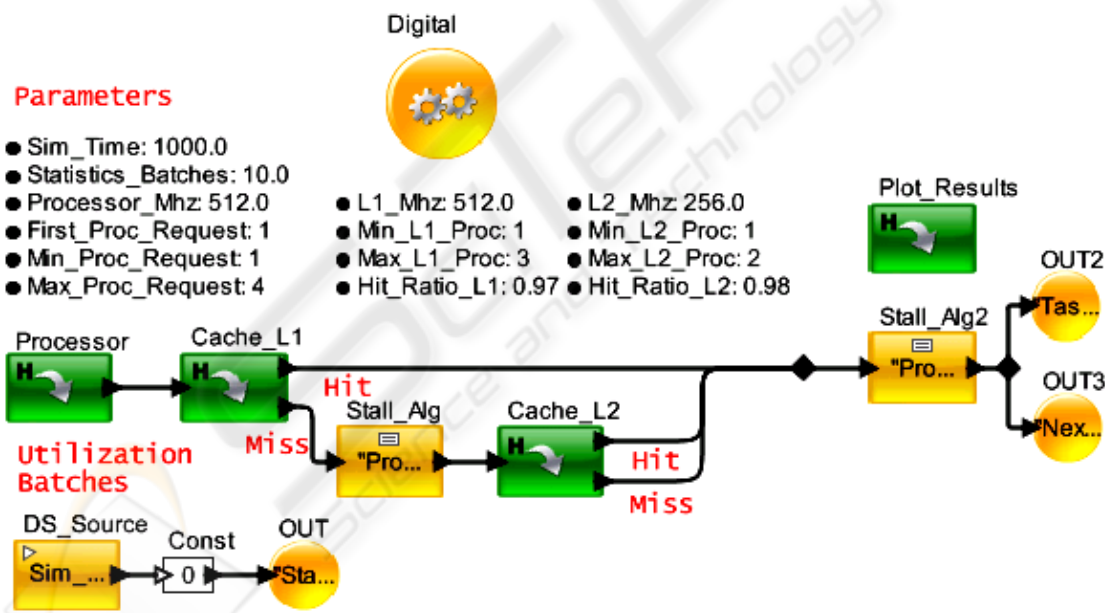 Digital
Parameters
Sim_Time: 1000.0
Statistics_Batches: 10.0
Processor_Mhz: 512.0
First_Proc_Request: 1
Min_Proc_Request: 1
Max_Proc_Request: 4
L1_Mhz: 512.0
Min_L1_Proc: 1
Max_L1_Proc: 3
Hit_Ratio_L1: 0.97
L2_Mhz: 256.0
Min_L2_Proc: 1
Max_L2_Proc: 2
Hit_Ratio_L2: 0.98
Plot_Results
H
OUT2
"Tas...
Stall_Alg2
"Pro...
OUT3
"Nex...
Processor
H
Cache_L1
H
Hit
Miss
Stall_Alg
"Pro...
Cache_L2
H
Hit
Miss
Utilization
Batches
DS_Source
Sim_...
Const
0
OUT
"Sta...
science and technology